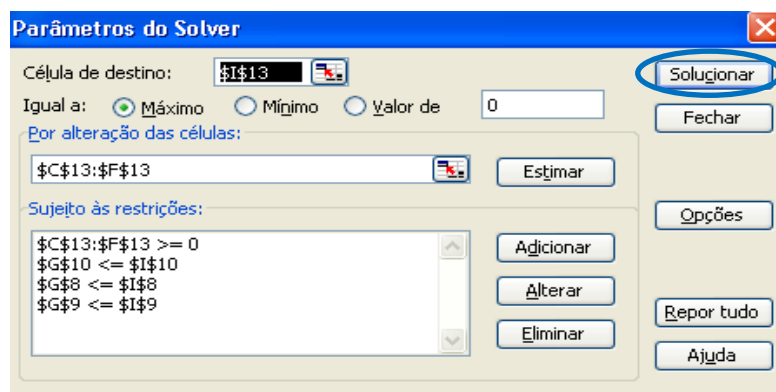 Parâmetros do Solver
Célula de destino: $I$13 Solucionar
Igual a: Máximo Mínimo Valor de 0 Fechar
Por alteração das células:
$C$13:$F$13 Estimar
Sujeito às restrições: Opções
$C$13:$F$13 >= 0 Adicionar
$G$10 <= $I$10
$G$8 <= $I$8 Alterar
$G$9 <= $I$9
Repor tudo
Eliminar
Ajuda